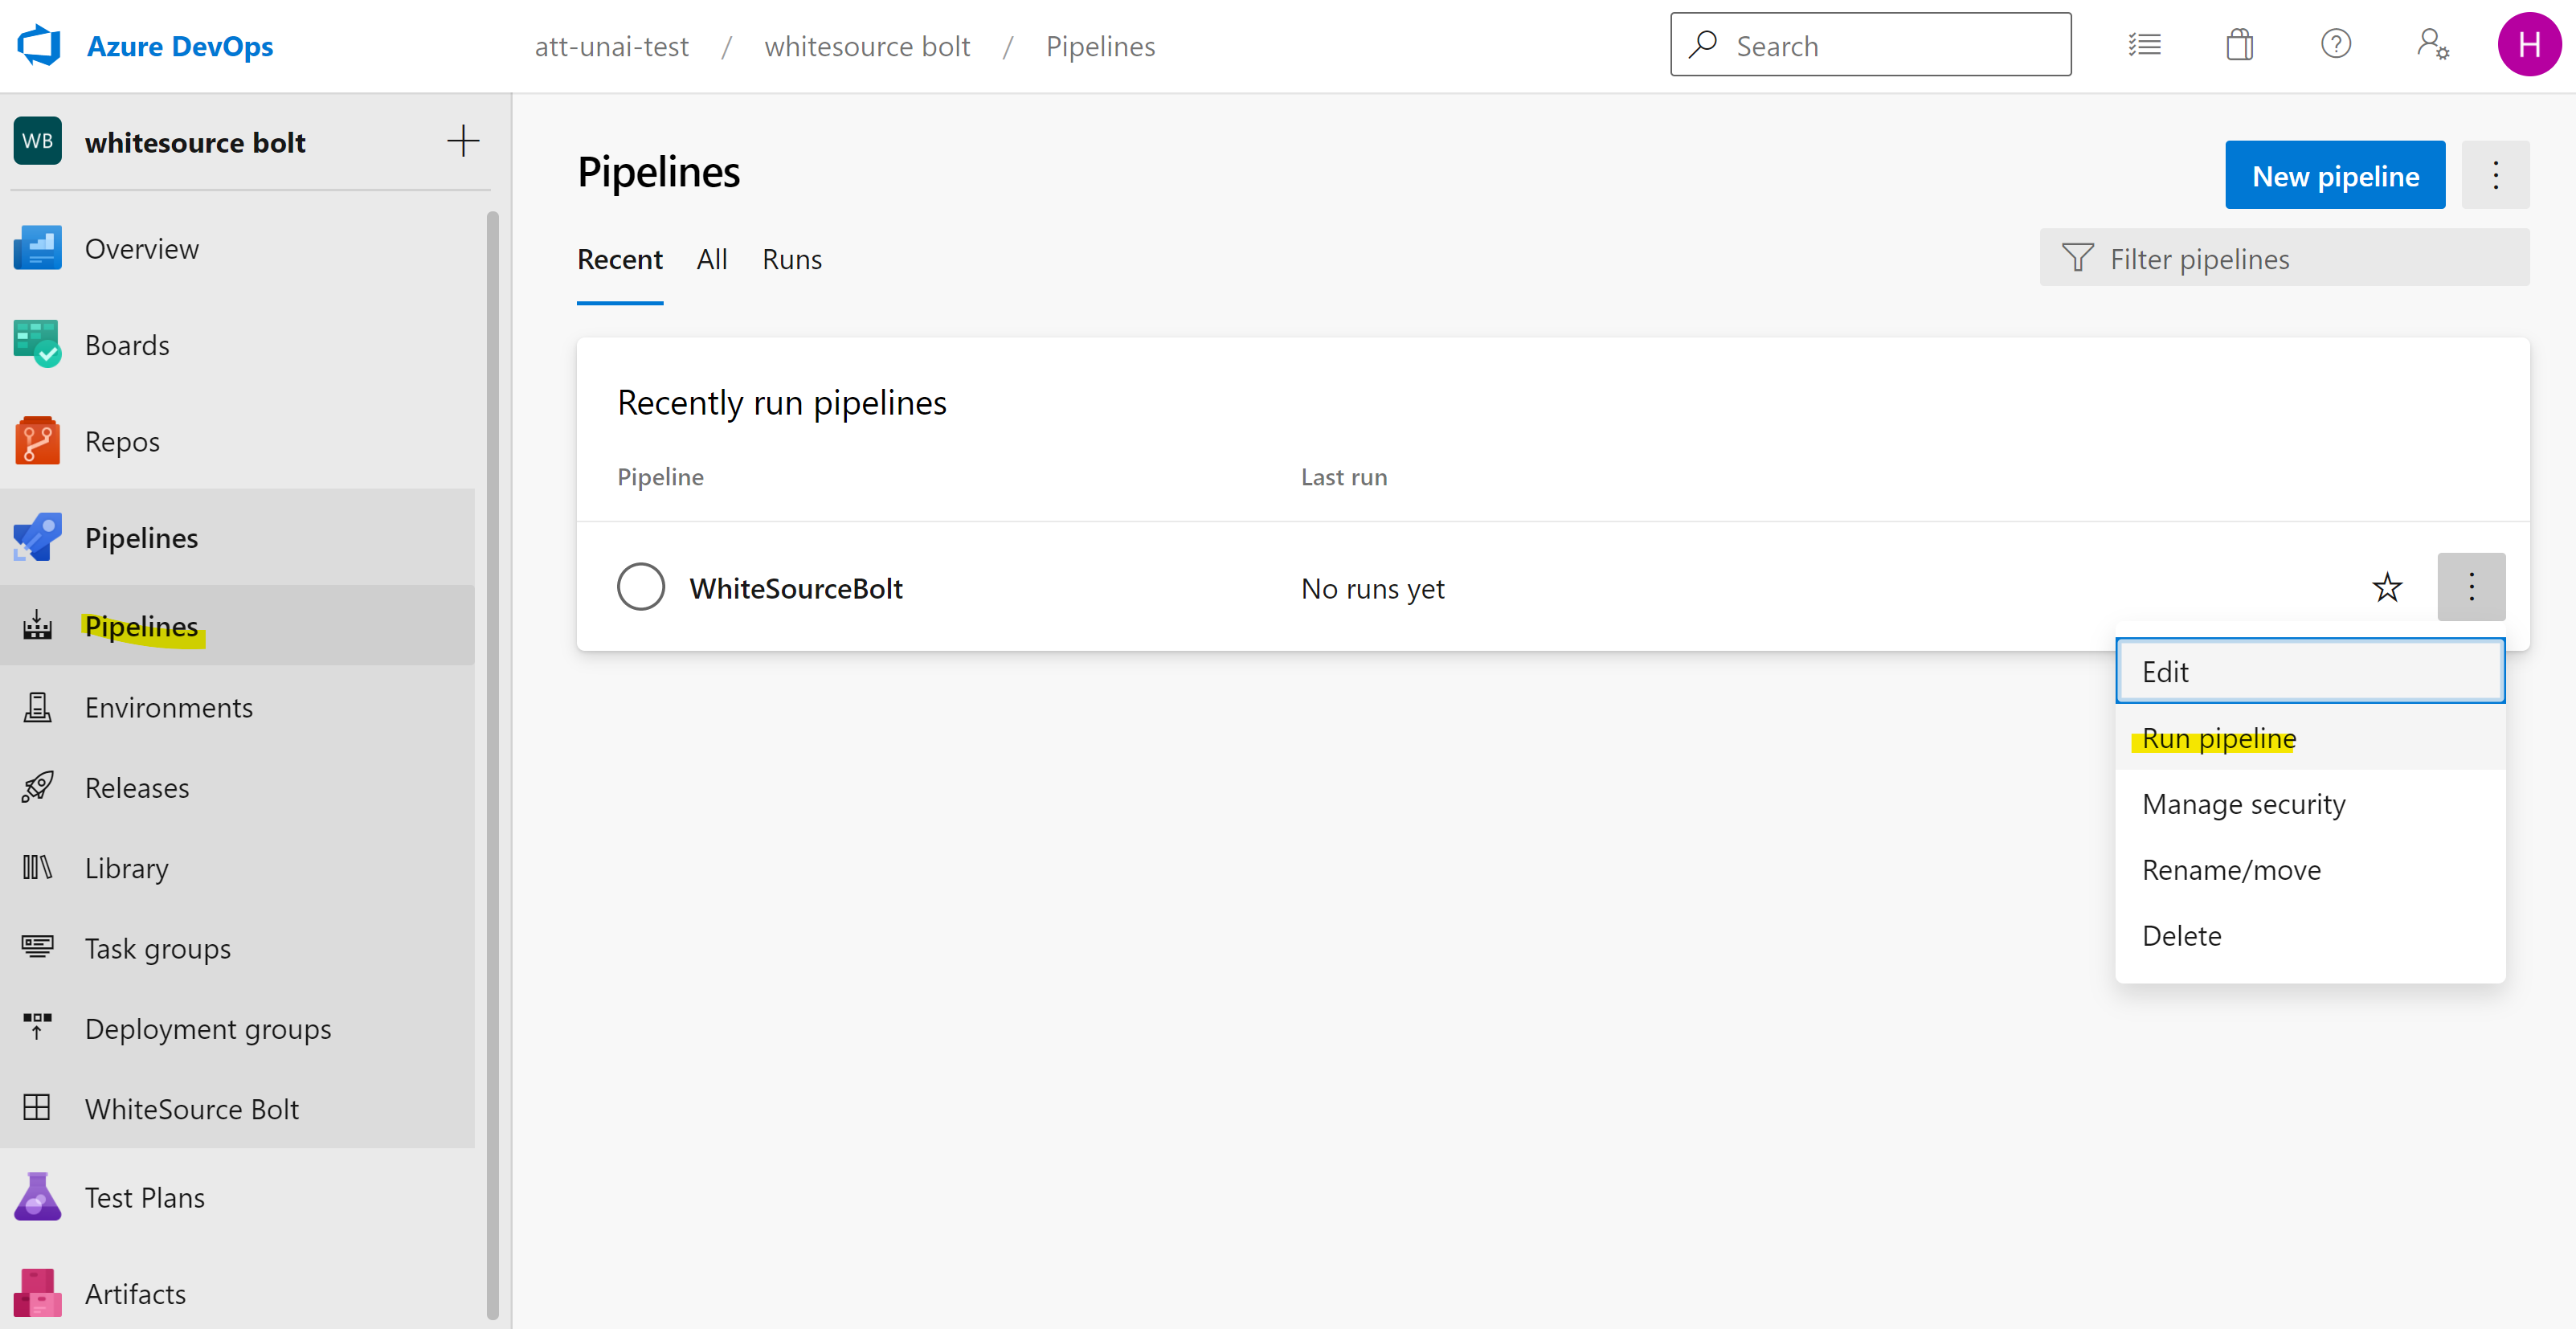 Azure DevOps
att-unai-test / whitesource bolt / Pipelines
Search
H
WB
whitesource bolt
Overview
Boards
Repos
Pipelines
Pipelines
Environments
Releases
Library
Task groups
Deployment groups
WhiteSource Bolt
Test Plans
Artifacts
Pipelines
New pipeline
Recent All Runs
Filter pipelines
Recently run pipelines
Pipeline Last run
WhiteSourceBolt No runs yet
Edit
Run pipeline
Manage security
Rename/move
Delete